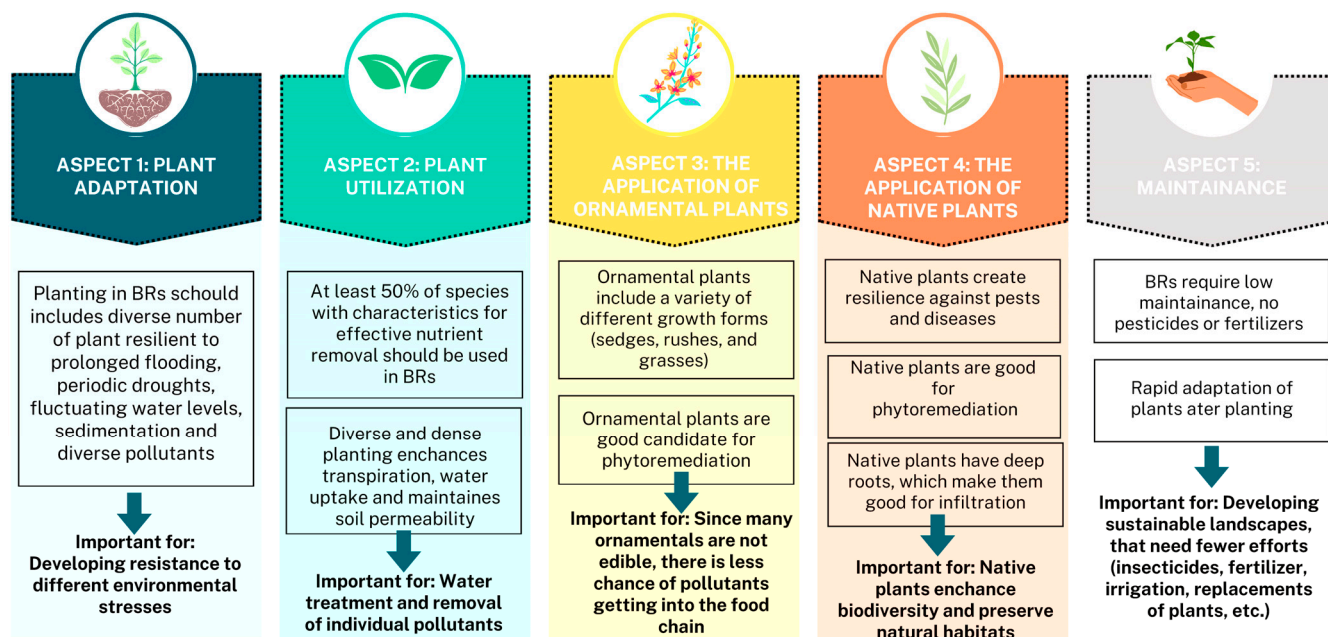 ASPECT 1: PLANT
ADAPTATION
Planting in BRs schould
includes diverse number
of plant resilient to
prolonged flooding,
periodic droughts,
fluctuating water levels,
sedimentation and
diverse pollutants
Important for:
Developing resistance to
different environmental
stresses
ASPECT 2: PLANT
UTILIZATION
At least 50% of species
with characteristics for
effective nutrient
removal should be used
in BRs
Diverse and dense
planting enchances
transpiration, water
uptake and maintaines
soil permeability
Important for: Water
treatment and removal
of individual pollutants
ASPECT 3: THE
APPLICATION OF
ORNAMENTAL PLANTS
Ornamental plants
include a variety of
different growth forms
(sedges, rushes, and
grasses)
Ornamental plants are
good candidate for
phytoremediation
Important for: Since many
ornamentals are not
edible, there is less
chance of pollutants
getting into the food
chain
ASPECT 4: THE
APPLICATION OF
NATIVE PLANTS
Native plants create
resilience against pests
and diseases
Native plants are good
for
phytoremediation
Native plants have deep
roots, which make them
good for infiltration
Important for: Native
plants enchance
biodiversity and preserve
natural habitats
ASPECT 5:
MAINTAINANCE
BRs require low
maintainance, no
pesticides or fertilizers
Rapid adaptation of
plants ater planting
Important for: Developing
sustainable landscapes,
that need fewer efforts
(insecticides, fertilizer,
irrigation, replacements
of plants, etc.)